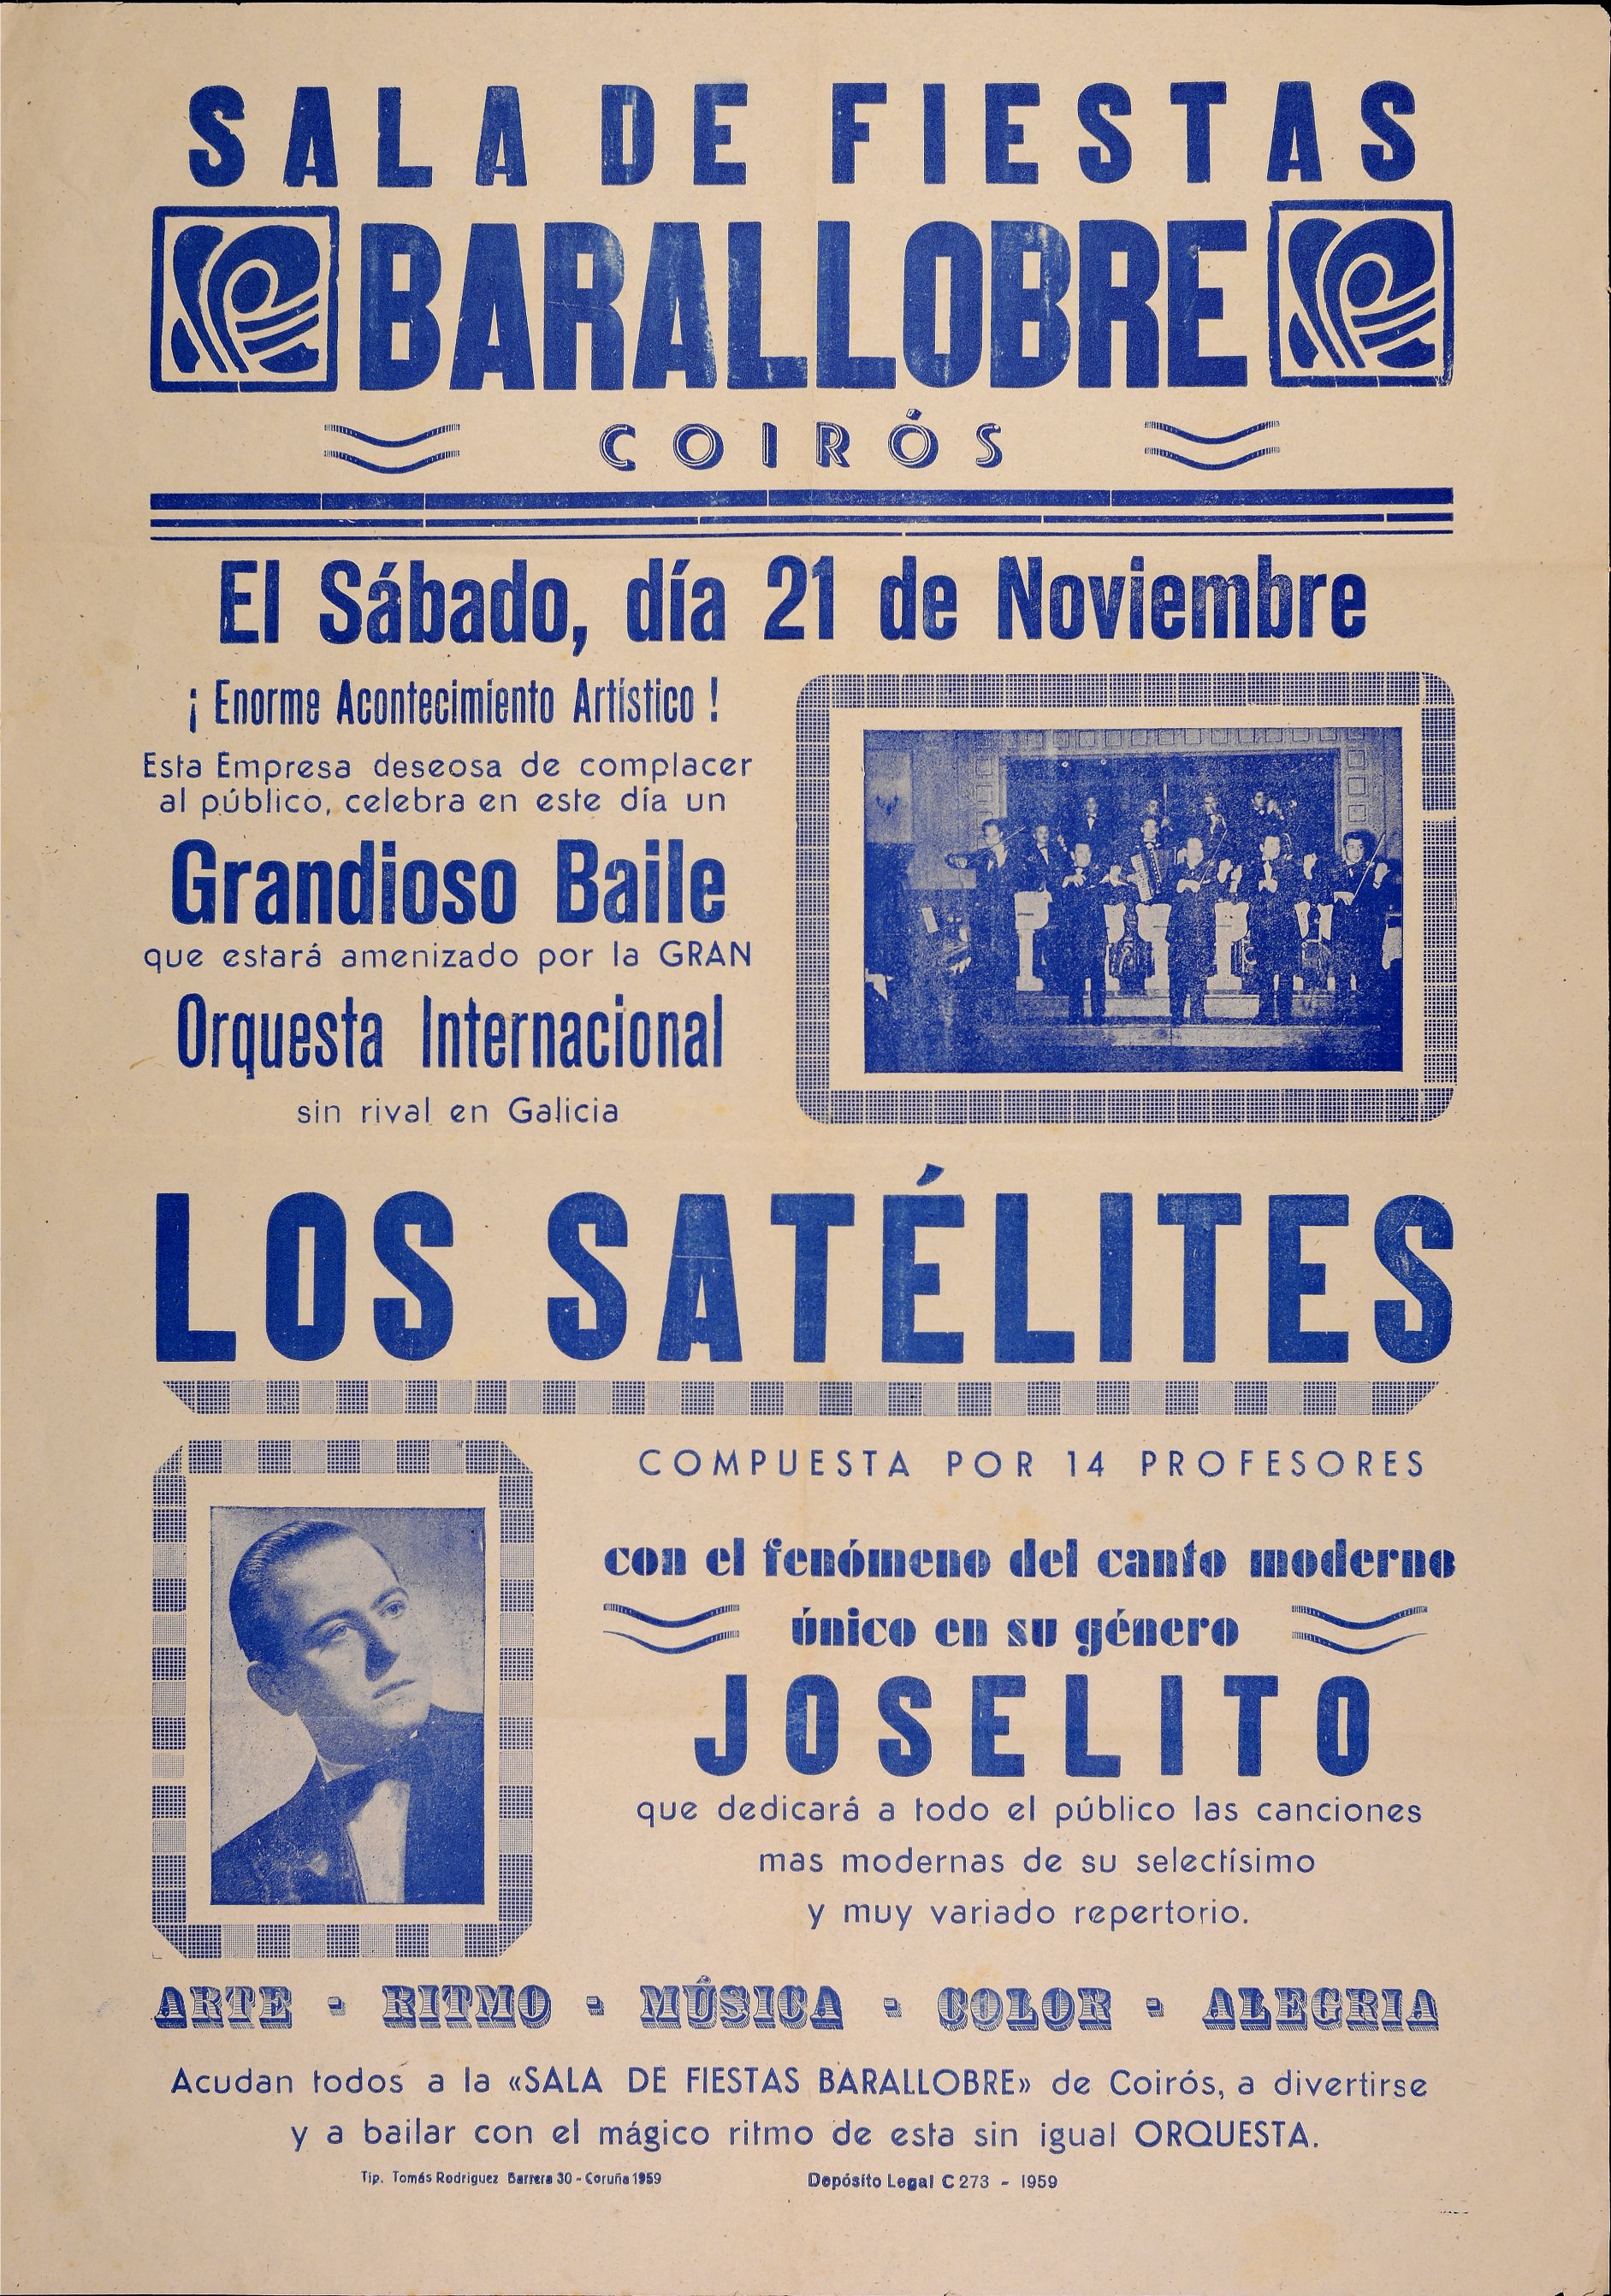 SALA DE FIESTAS
BARALLOBRE
COIRÓS
El Sábado, día 21 de Noviembre
¡ Enorme Acontecimiento Artístico !
Esta Empresa deseosa de complacer
al público, celebra en este día un
Grandioso Baile
que estará amenizado por la GRAN
Orquesta Internacional
sin rival en Galicia
LOS SATÉLITES
COMPUESTA POR 14 PROFESORES
con el fenómeno del canto moderno
único en su género
JOSELITO
que dedicará a todo el público las canciones
mas modernas de su selectísimo
y muy variado repertorio.
ARTE - RITMO - MÚSICA - COLOR - ALEGRIA
Acudan todos a la «SALA DE FIESTAS BARALLOBRE» de Coirós, a divertirse
y a bailar con el mágico ritmo de esta sin igual ORQUESTA.
Tip. Tomás Rodriguez Barrera 30 - Coruña 1959
Depósito Legal C 273 - 1959